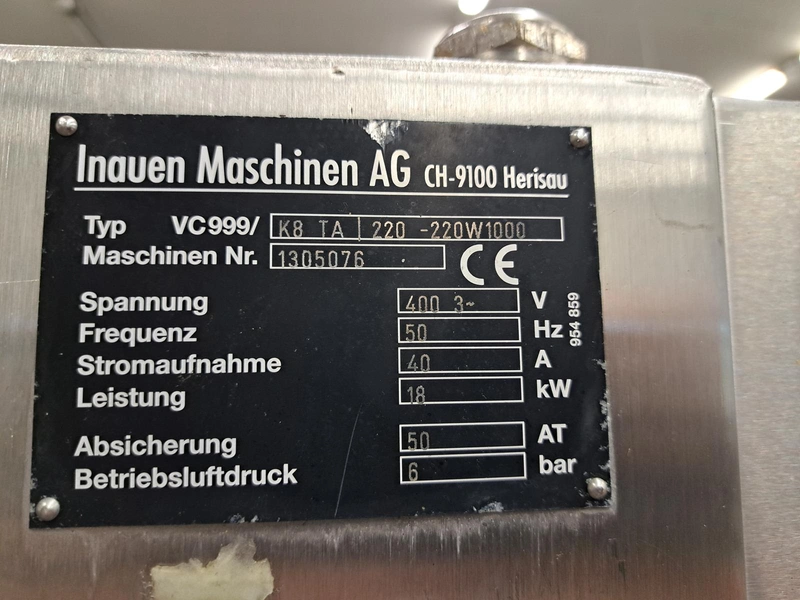 Inauen Maschinen AG CH-9100 Herisau
Typ VC999/ K8 TA | 220 -220W1000
Maschinen Nr. 1305076 CE
Spannung 400 3~ V
Frequenz 50 Hz
Stromaufnahme 40 A
Leistung 18 kW
Absicherung 50 AT
Betriebsluftdruck 6 bar
954 859